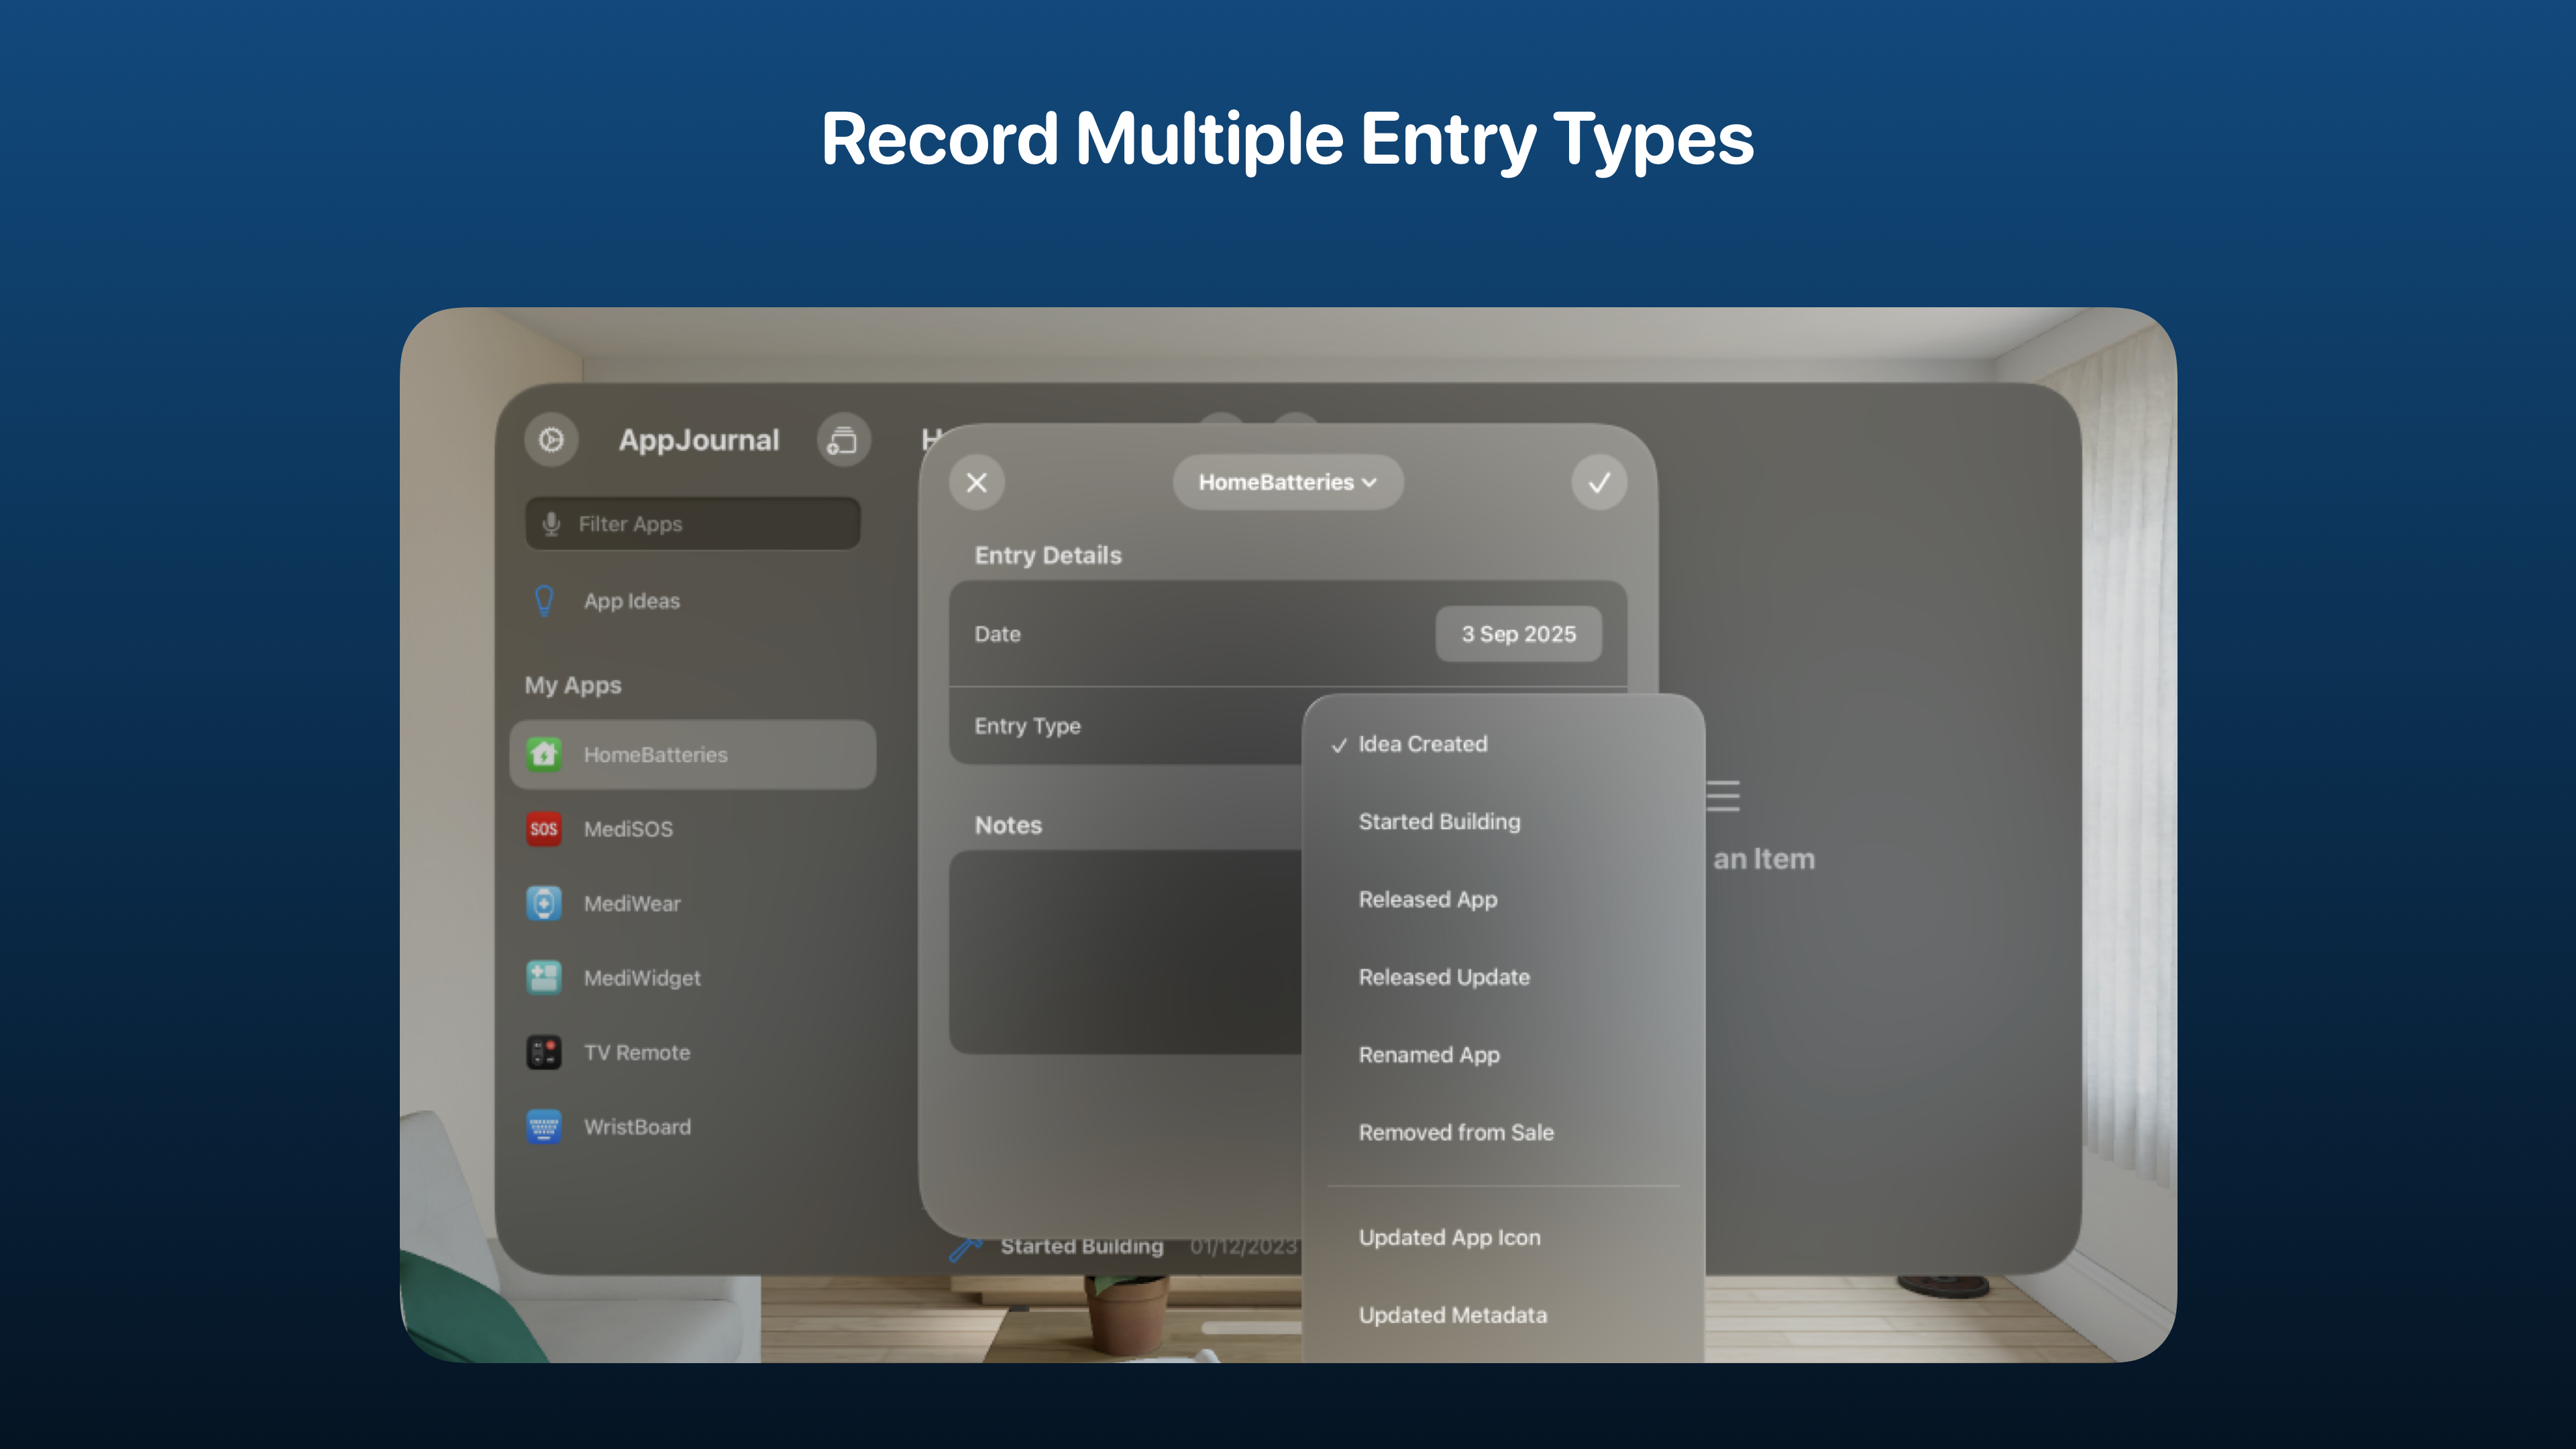 Record Multiple Entry Types
AppJournal
Filter Apps
App Ideas
My Apps
HomeBatteries
SOS
MediSOS
MediWear
MediWidget
TV Remote
WristBoard
HomeBatteries
Entry Details
Date
3 Sep 2025
Entry Type
Notes
Idea Created
Started Building
Released App
Released Update
Renamed App
Removed from Sale
Updated App Icon
Updated Metadata
an Item
Started Building 01/12/2023